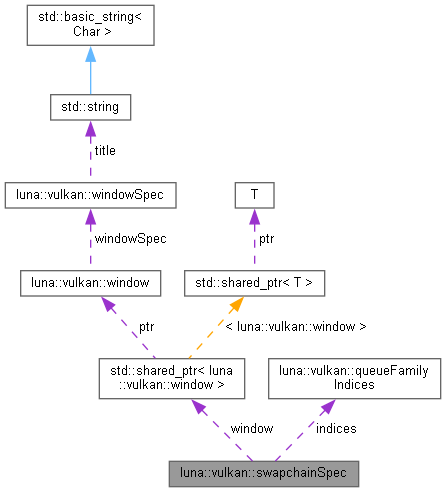 std::basic_string<
Char >
std::string
title
luna::vulkan::windowSpec
T
windowSpec
ptr
luna::vulkan::window
std::shared_ptr< T >
ptr
< luna::vulkan::window >
std::shared_ptr< luna
::vulkan::window >
luna::vulkan::queueFamily
Indices
window
indices
luna::vulkan::swapchainSpec